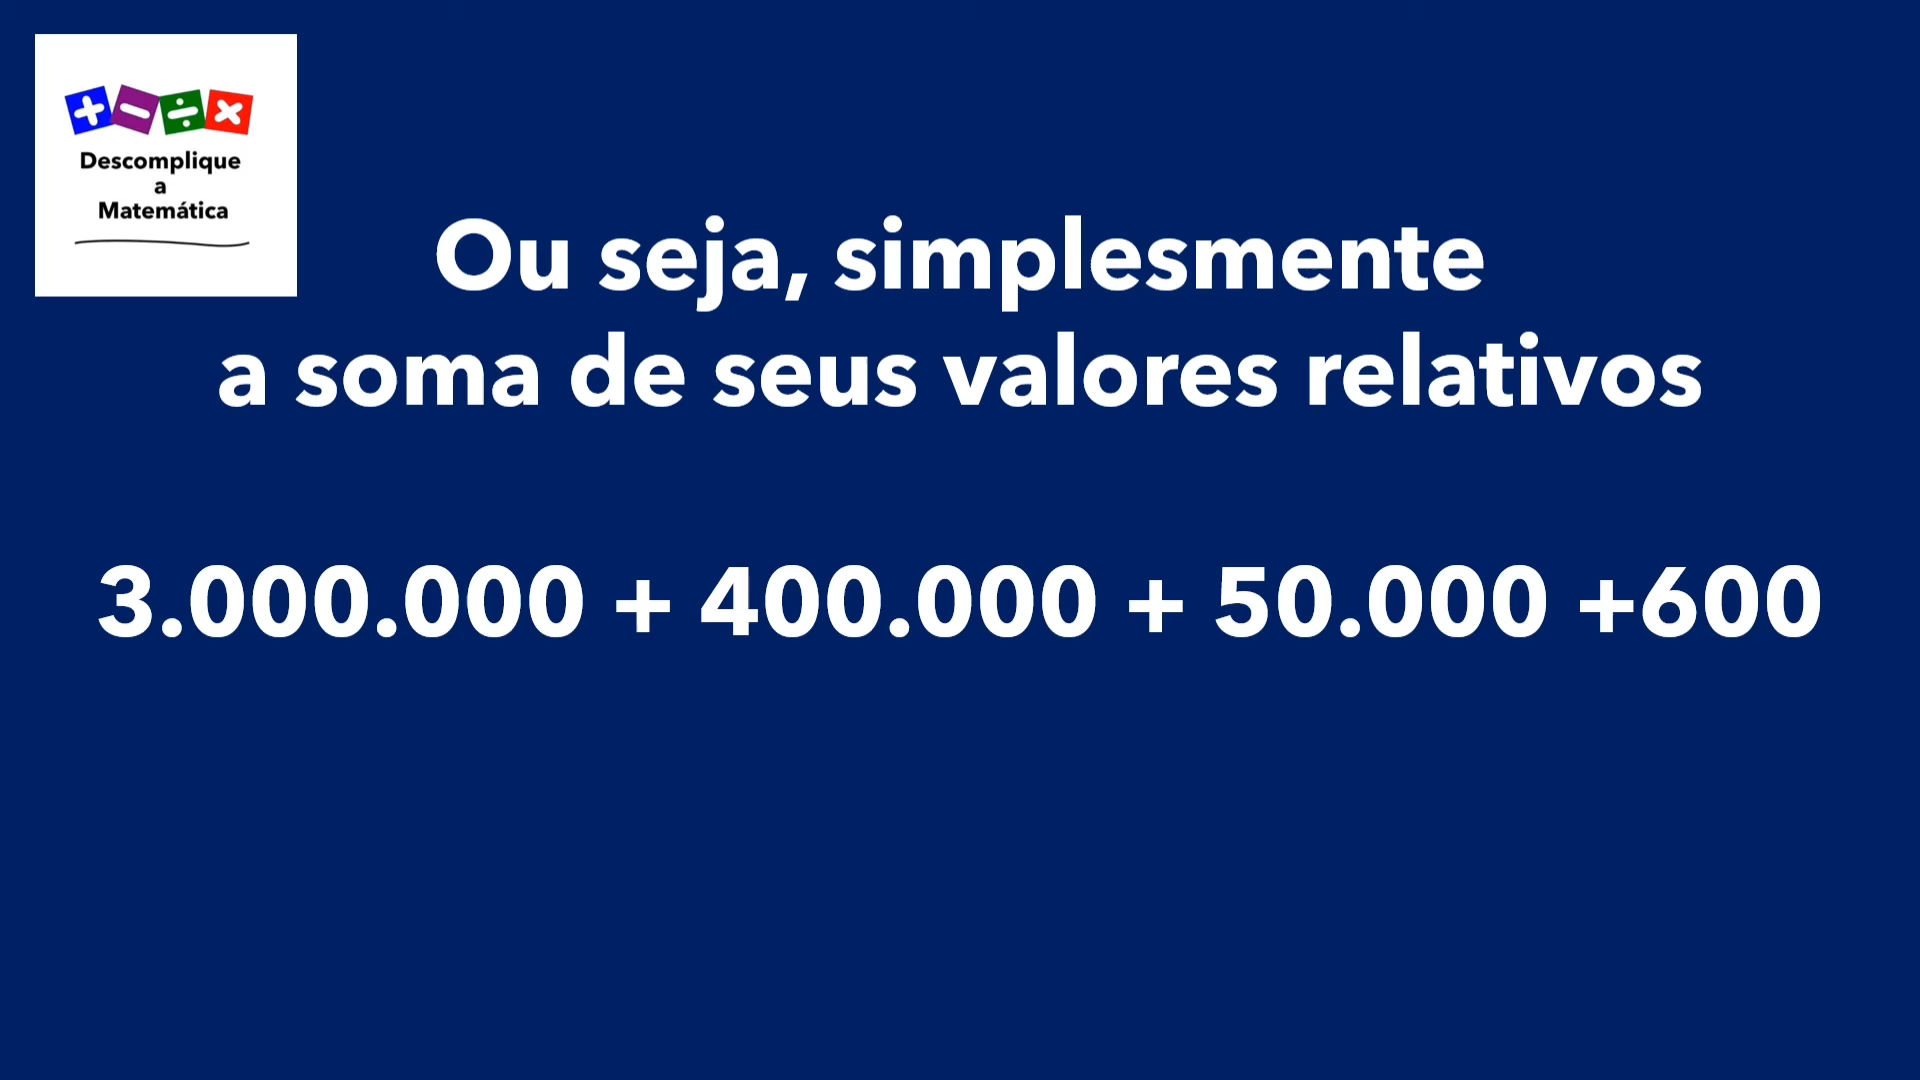 Descomplique
a
Matemática
Ou seja, simplesmente
a soma de seus valores relativos
3.000.000 + 400.000 + 50.000 +600